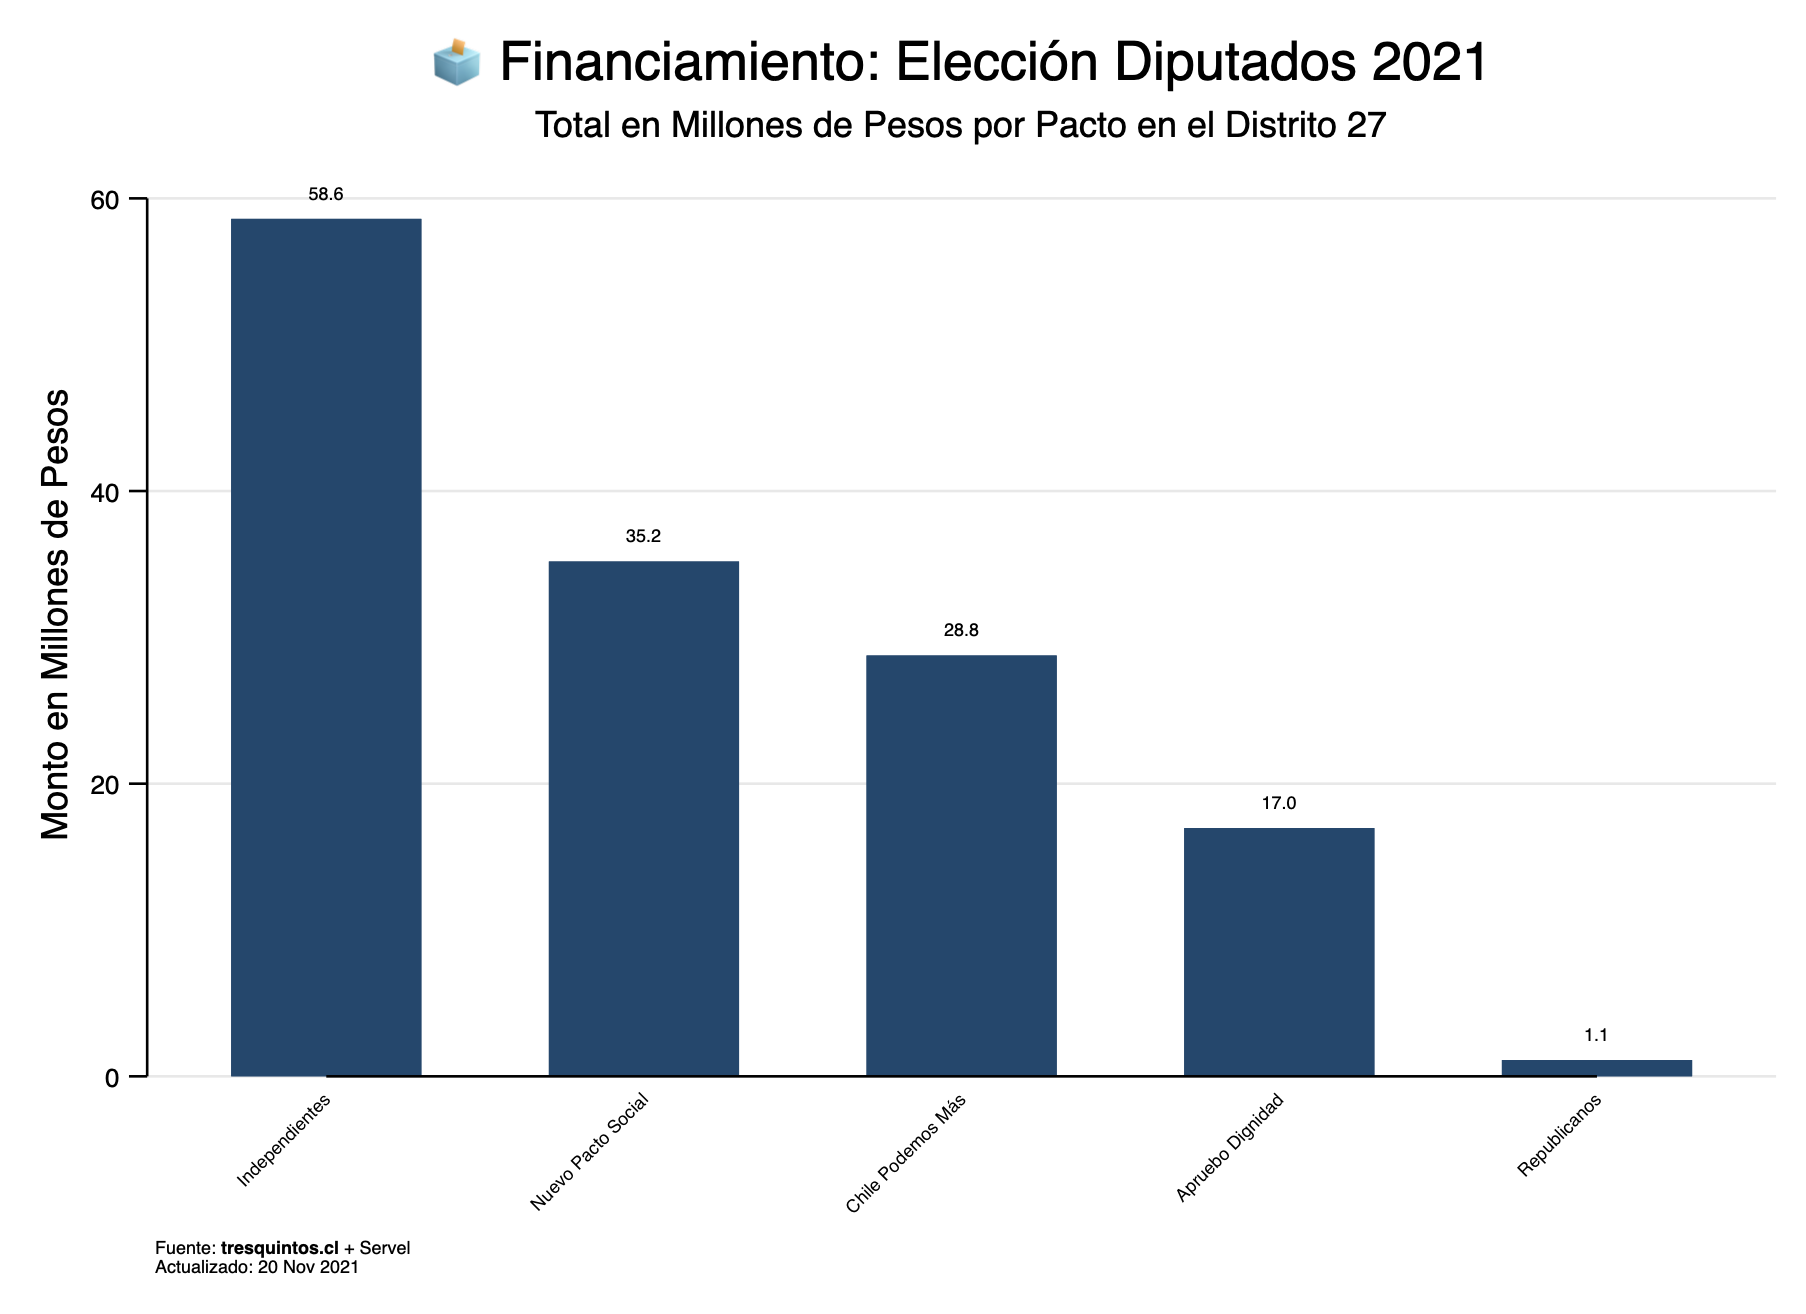 Financiamiento: Elección Diputados 2021
Total en Millones de Pesos por Pacto en el Distrito 27
Monto en Millones de Pesos
60
40
20
0
58.6
35.2
28.8
17.0
1.1
Independientes
Nuevo Pacto Social
Chile Podemos Más
Apruebo Dignidad
Republicanos
Fuente: tresquintos.cl + Servel
Actualizado: 20 Nov 2021